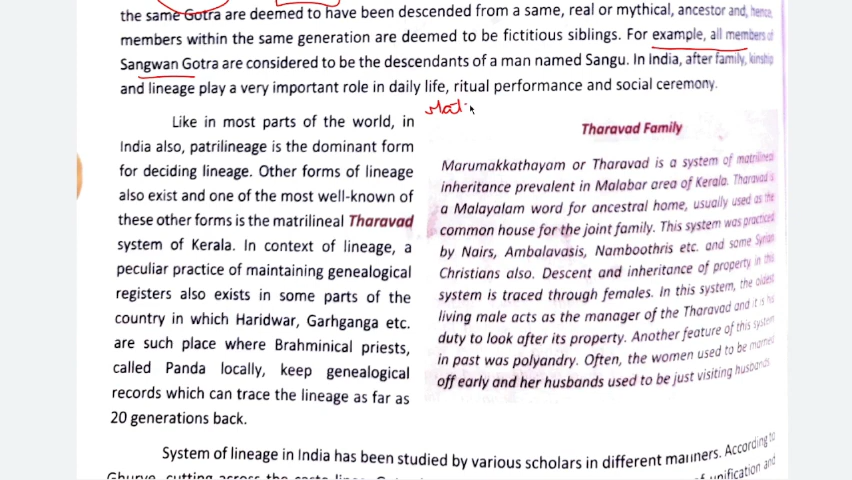 the same Gotra are deemed to have been descended from a same, real or mythical, ancestor and, hence,
members within the same generation are deemed to be fictitious siblings. For example, all members of
Sangwan Gotra are considered to be the descendants of a man named Sangu. In India, after family, kinship
and lineage play a very important role in daily life, ritual performance and social ceremony.
Like in most parts of the world, in
India also, patrilineage is the dominant form
for deciding lineage. Other forms of lineage
also exist and one of the most well-known of
these other forms is the matrilineal Tharavad
system of Kerala. In context of lineage, a
peculiar practice of maintaining genealogical
registers also exists in some parts of the
country in which Haridwar, Garhganga etc.
are such place where Brahminical priests,
called Panda locally, keep genealogical
records which can trace the lineage as far as
20 generations back.
Tharavad Family
Marumakkathayam or Tharavad is a system of matrilineal
inheritance prevalent in Malabar area of Kerala. Tharavad is
a Malayalam word for ancestral home, usually used as the
common house for the joint family. This system was practiced
by Nairs, Ambalavasis, Namboothris etc. and some Syrian
Christians also. Descent and inheritance of property in this
system is traced through females. In this system, the oldest
living male acts as the manager of the Tharavad and it is his
duty to look after its property. Another feature of this system
in past was polyandry. Often, the women used to be married
off early and her husbands used to be just visiting husbands
System of lineage in India has been studied by various scholars in different manners. According to
Ghurye, cutting across the caste line, of unification and